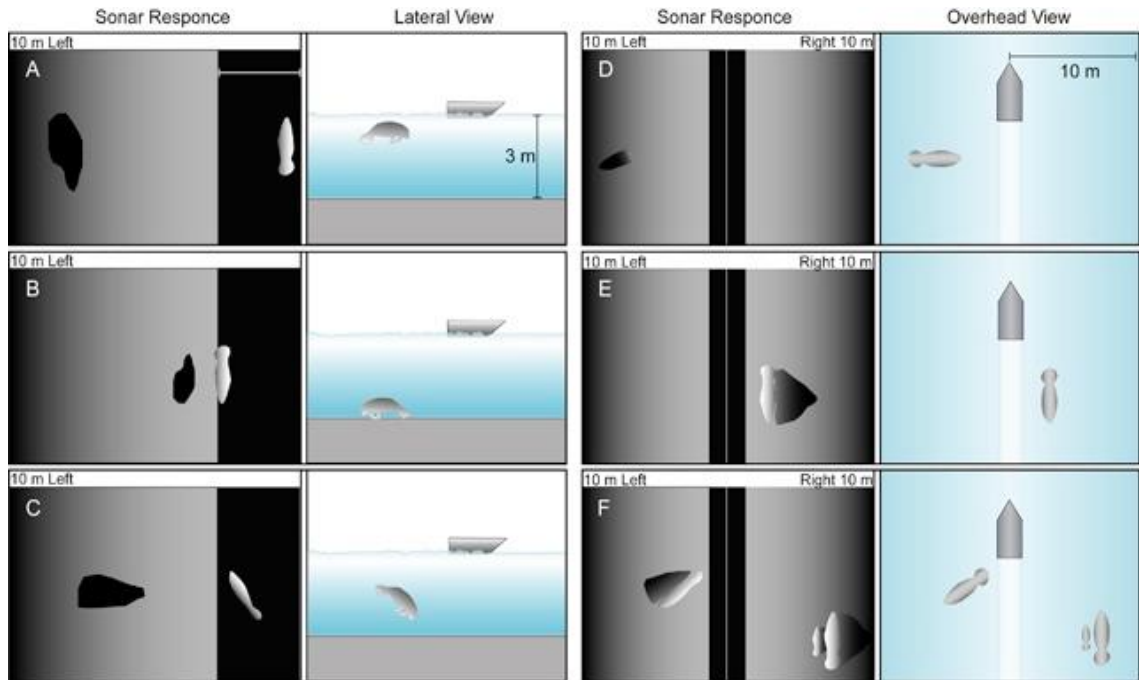 Sonar Responce Lateral View Sonar Responce Overhead View
10 m Left
A
3 m
10 m Left Right 10 m
D
10 m
10 m Left
B
10 m Left Right 10 m
E
10 m Left
C
10 m Left Right 10 m
F